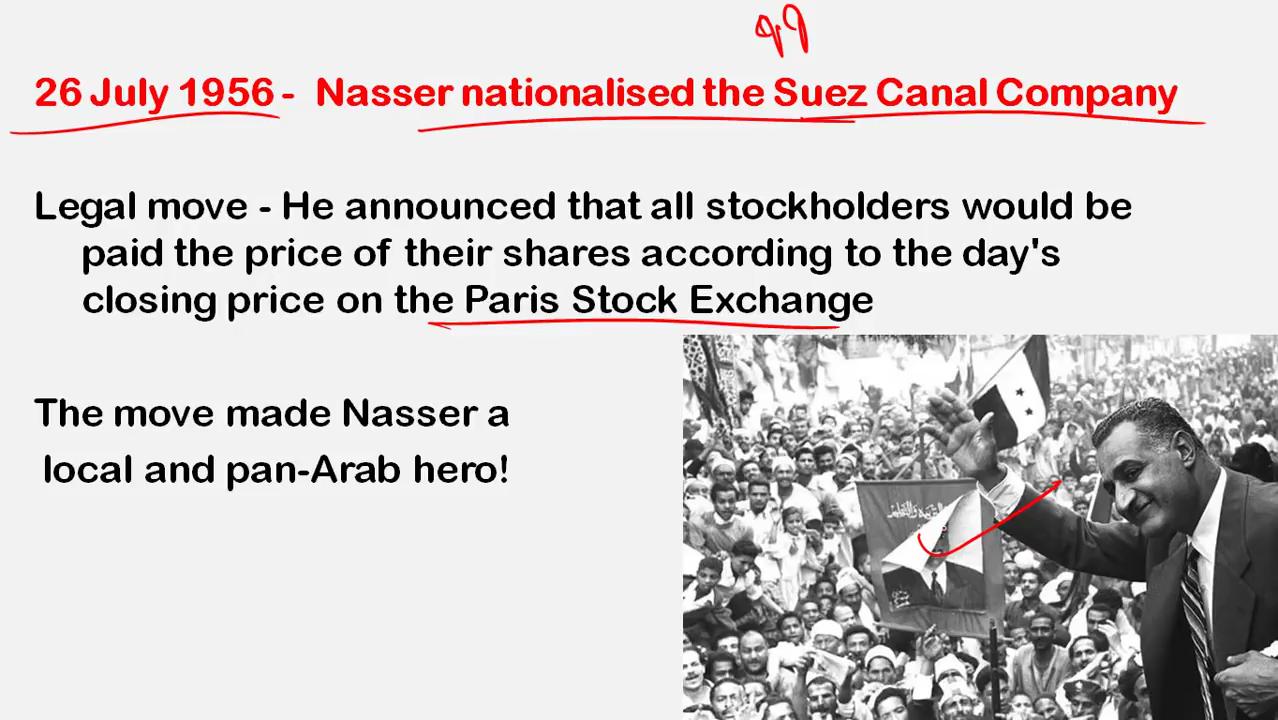 99
26 July 1956 - Nasser nationalised the Suez Canal Company
Legal move - He announced that all stockholders would be
paid the price of their shares according to the day's
closing price on the Paris Stock Exchange
The move made Nasser a
local and pan-Arab hero!